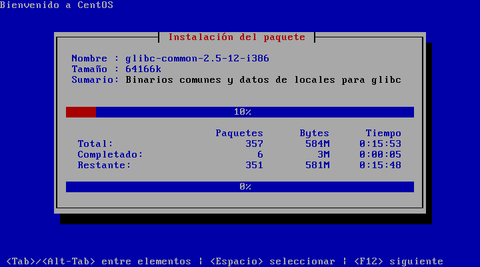 Bienvenido a CentOS
Instalación del paquete
Nombre : glibc-common-2.5-12-i386
Tamaño : 64166k
Sumario: Binarios comunes y datos de locales para glibc
10%
Paquetes Bytes Tiempo
Total: 357 584M 0:15:53
Completado: 6 3M 0:00:05
Restante: 351 581M 0:15:48
0%
<Tab>/<Alt-Tab> entre elementos ¦ <Espacio> seleccionar ¦ <F12> siguiente